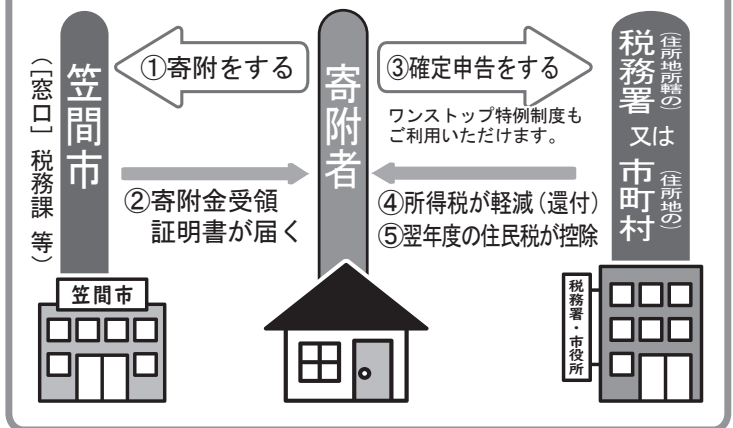 笠間市
（［窓口］税務課 等）
①寄附をする
②寄附金受領
証明書が届く
寄附者
③確定申告をする
ワンストップ特例制度も
ご利用いただけます。
④所得税が軽減（還付）
⑤翌年度の住民税が控除
（住所地所轄の）
税務署
又は
（住所地の）
市町村
笠間市
税務署・市役所